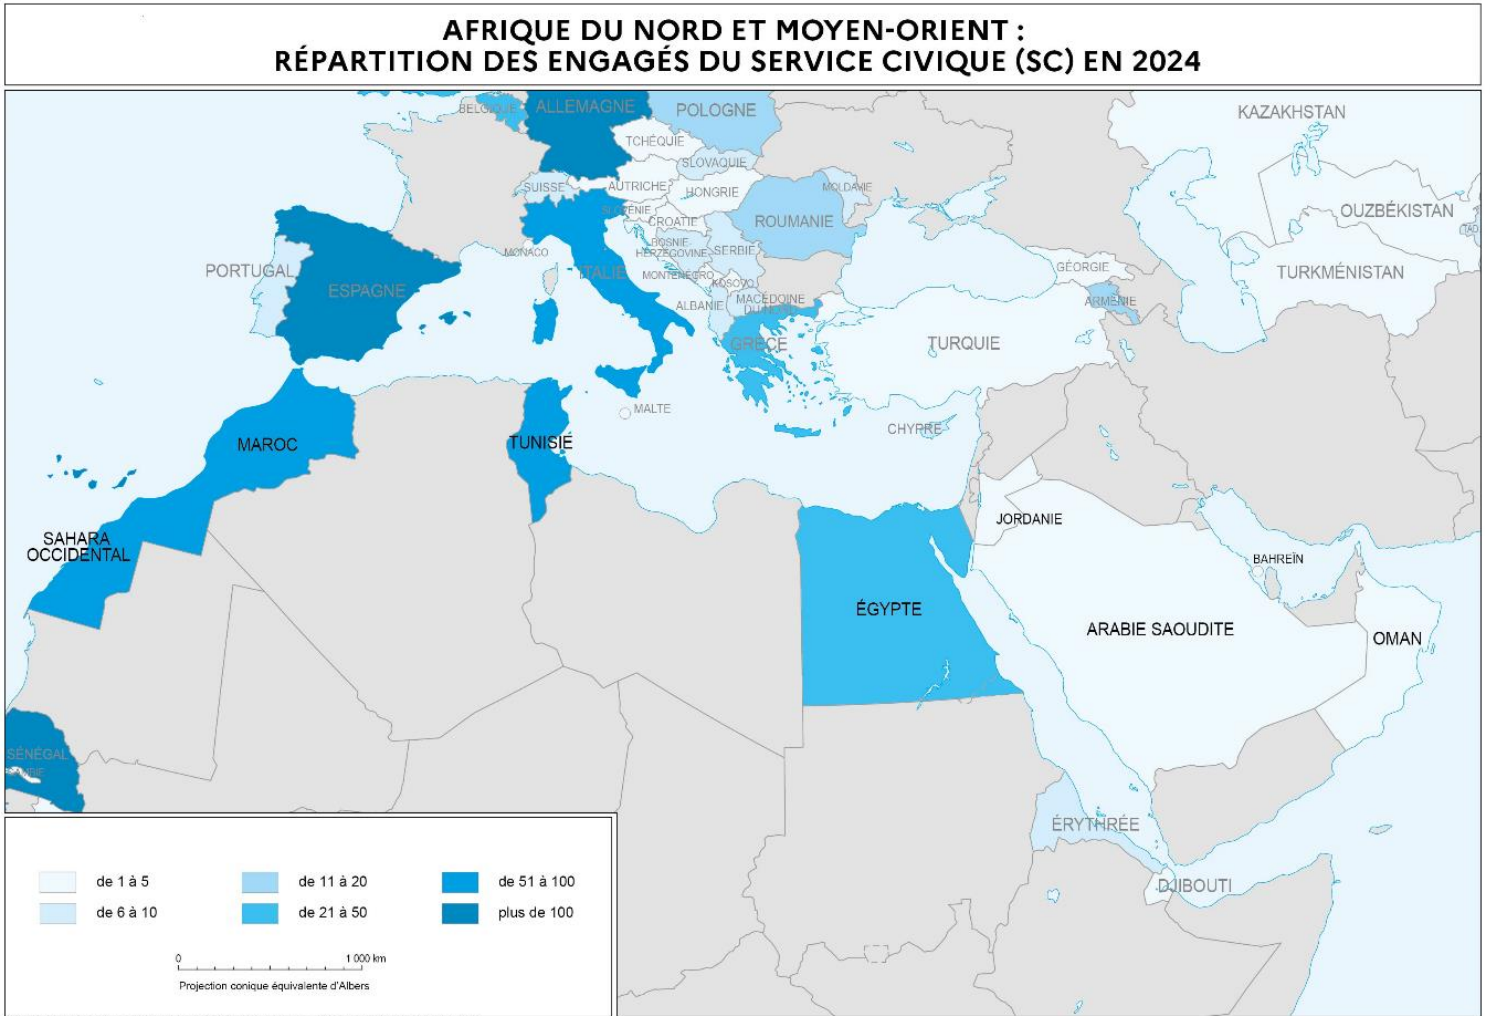 AFRIQUE DU NORD ET MOYEN-ORIENT :
RÉPARTITION DES ENGAGÉS DU SERVICE CIVIQUE (SC) EN 2024
BELGIQUE
ALLEMAGNE
POLOGNE
KAZAKHSTAN
TCHÉQUIE
SLOVAQUIE
SUISSE
AUTRICHE
HONGRIE
MOLDAVIE
SLOVÉNIE
CROATIE
ROUMANIE
OUZBÉKISTAN
BOSNIE-
HERZÉGOVINE
SERBIE
MONACO
PORTUGAL
ITALIE
MONTÉNÉGRO
KOSOVO
GÉORGIE
TURKMÉNISTAN
ESPAGNE
ALBANIE
MACÉDOINE
DU NORD
ARMÉNIE
GRÈCE
TURQUIE
MALTE
CHYPRE
MAROC
TUNISIE
SAHARA
OCCIDENTAL
JORDANIE
BAHREÏN
ÉGYPTE
ARABIE SAOUDITE
OMAN
SÉNÉGAL
ÉRYTHRÉE
DJIBOUTI
de 1 à 5
de 11 à 20
de 51 à 100
de 6 à 10
de 21 à 50
plus de 100
0
1 000 km
Projection conique équivalente d'Albers